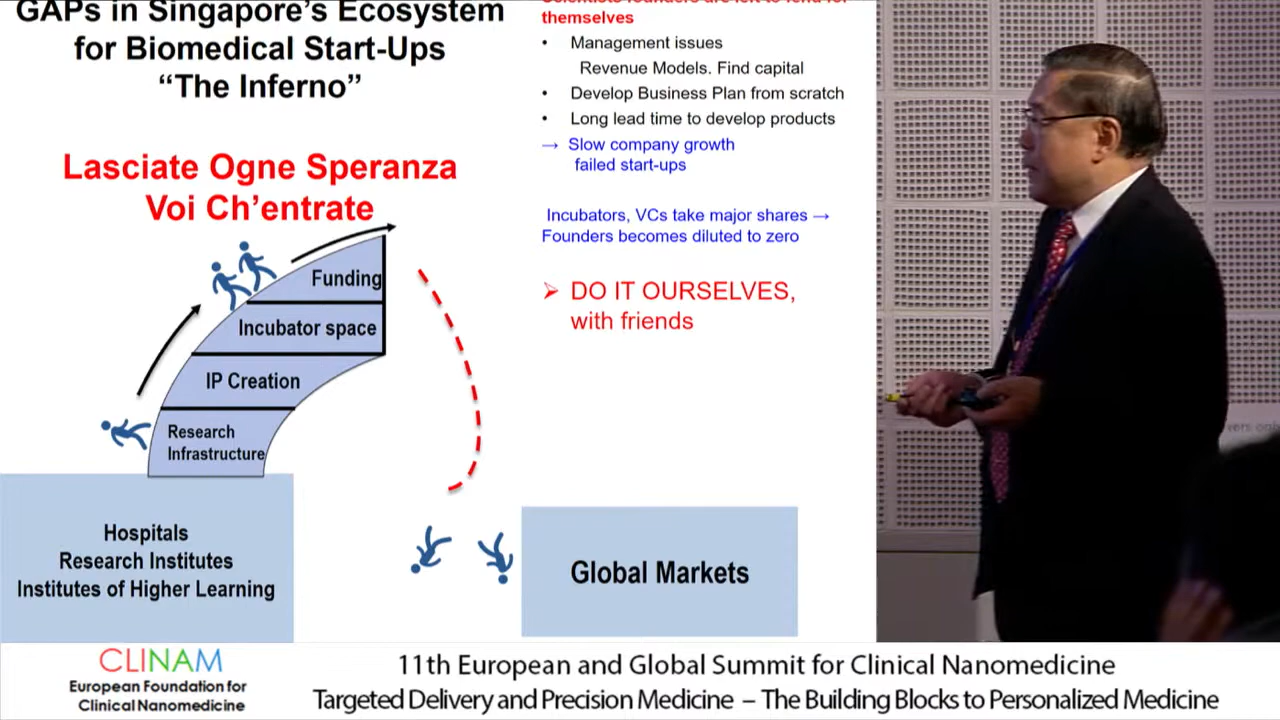 GAPs in Singapore's Ecosystem
for Biomedical Start-Ups
“The Inferno”
Lasciate Ogne Speranza
Voi Ch’entrate
Funding
Incubator space
IP Creation
Research
Infrastructure
Hospitals
Research Institutes
Institutes of Higher Learning
Global Markets
Scientists founders are left to fend for
themselves
• Management issues
Revenue Models. Find capital
• Develop Business Plan from scratch
• Long lead time to develop products
→ Slow company growth
failed start-ups
Incubators, VCs take major shares →
Founders becomes diluted to zero
➢ DO IT OURSELVES,
with friends
CLINAM
European Foundation for
Clinical Nanomedicine
11th European and Global Summit for Clinical Nanomedicine
Targeted Delivery and Precision Medicine – The Building Blocks to Personalized Medicine